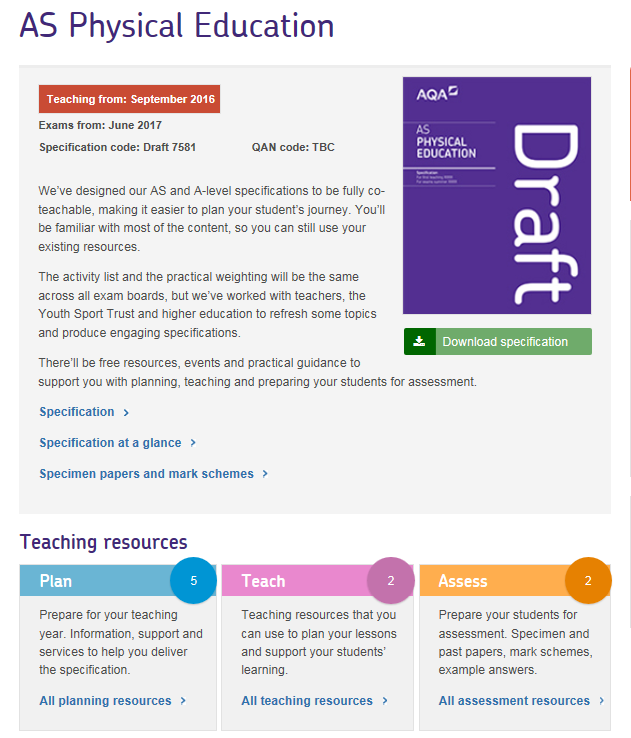 AS Physical Education
Teaching from: September 2016
Exams from: June 2017
Specification code: Draft 7581
QAN code: TBC
We've designed our AS and A-level specifications to be fully co-
teachable, making it easier to plan your student's journey. You'll
be familiar with most of the content, so you can still use your
existing resources.
The activity list and the practical weighting will be the same
across all exam boards, but we've worked with teachers, the
Youth Sport Trust and higher education to refresh some topics
and produce engaging specifications.
There'll be free resources, events and practical guidance to
support you with planning, teaching and preparing your students for assessment.
Specification
Specification at a glance
Specimen papers and mark schemes
AQA
AS
PHYSICAL
EDUCATION
Specification
Draft
Download specification
Teaching resources
Plan
5
Prepare for your teaching
year. Information, support and
services to help you deliver
the specification.
All planning resources
Teach
2
Teaching resources that you
can use to plan your lessons
and support your students'
learning.
All teaching resources
Assess
2
Prepare your students for
assessment. Specimen and
past papers, mark schemes,
example answers.
All assessment resources